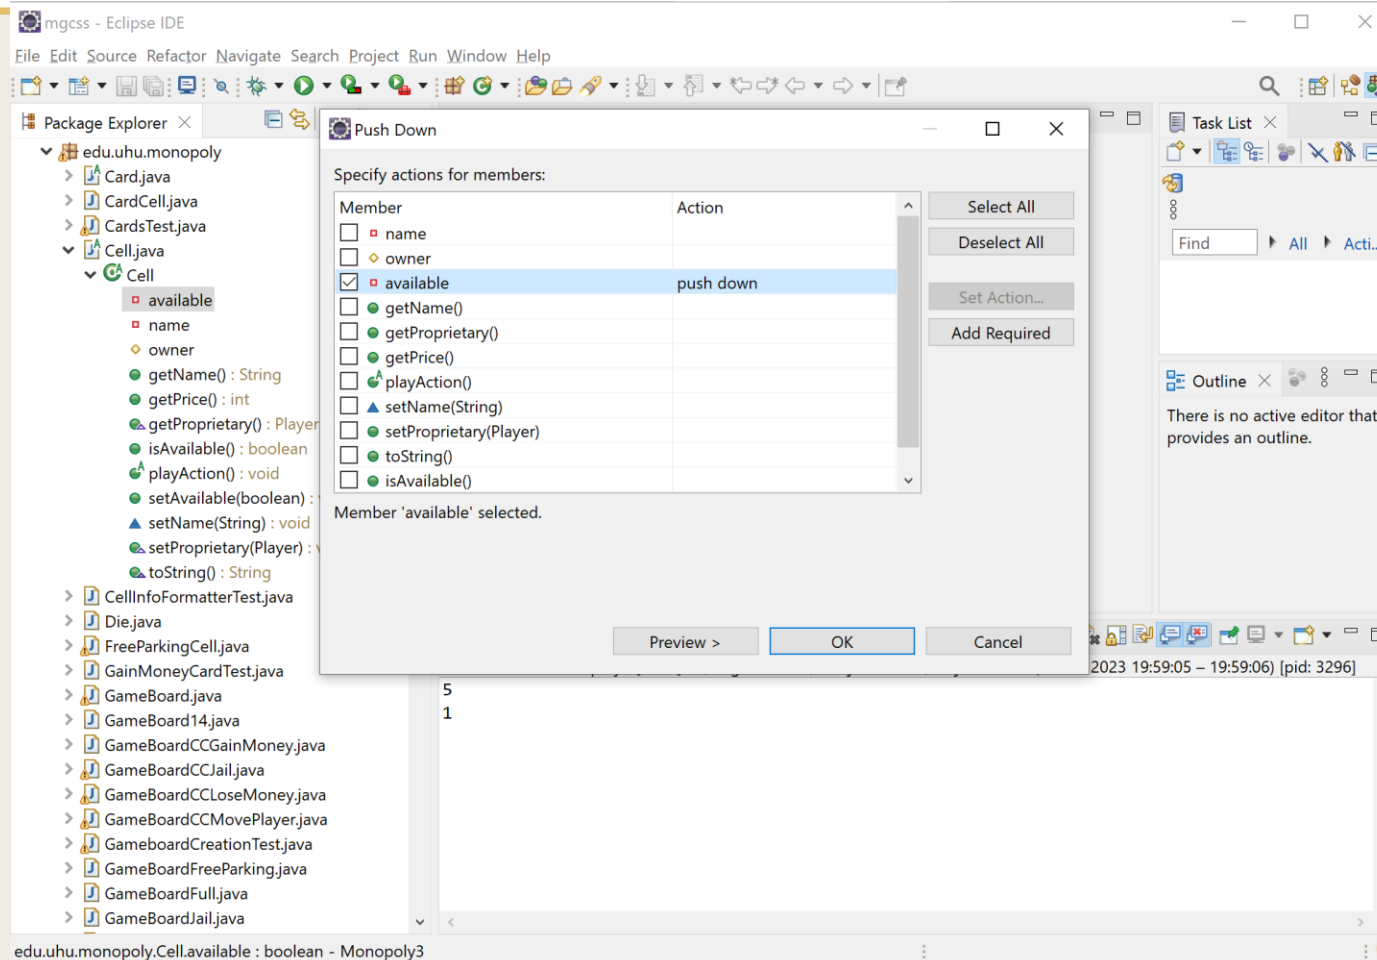 mgcss - Eclipse IDE
File Edit Source Refactor Navigate Search Project Run Window Help
Package Explorer
edu.uhu.monopoly
Card.java
CardCell.java
CardsTest.java
Cell.java
Cell
available
name
owner
getName() : String
getPrice() : int
getProprietary() : Player
isAvailable() : boolean
playAction() : void
setAvailable(boolean) :
setName(String) : void
setProprietary(Player) :
toString() : String
CellInfoFormatterTest.java
Die.java
FreeParkingCell.java
GainMoneyCardTest.java
GameBoard.java
GameBoard14.java
GameBoardCCGainMoney.java
GameBoardCCJail.java
GameBoardCCLoseMoney.java
GameBoardCCMovePlayer.java
GameboardCreationTest.java
GameBoardFreeParking.java
GameBoardFull.java
GameBoardJail.java
Push Down
Specify actions for members:
Member Action
name
owner
available push down
getName()
getProprietary()
getPrice()
playAction()
setName(String)
setProprietary(Player)
toString()
isAvailable()
Select All
Deselect All
Set Action...
Add Required
Member 'available' selected.
Preview >
OK
Cancel
Task List
Find All Acti...
Outline
There is no active editor that
provides an outline.
2023 19:59:05 – 19:59:06) [pid: 3296]
5
1
edu.uhu.monopoly.Cell.available : boolean - Monopoly3